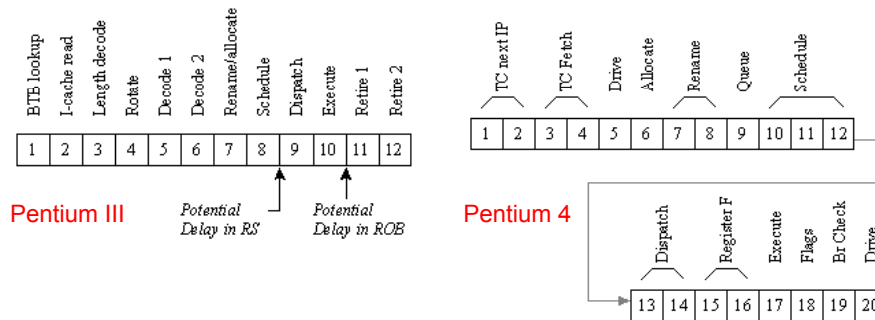 BTB lookup
I-cache read
Length decode
Rotate
Decode 1
Decode 2
Rename/allocate
Schedule
Dispatch
Execute
Retire 1
Retire 2
1 2 3 4 5 6 7 8 9 10 11 12
Pentium III
Potential
Delay in RS
Potential
Delay in ROB
TC next IP
TC Fetch
Drive
Allocate
Rename
Queue
Schedule
1 2 3 4 5 6 7 8 9 10 11 12
Pentium 4
Dispatch
Register F
Execute
Flags
Br Check
Drive
13 14 15 16 17 18 19 20